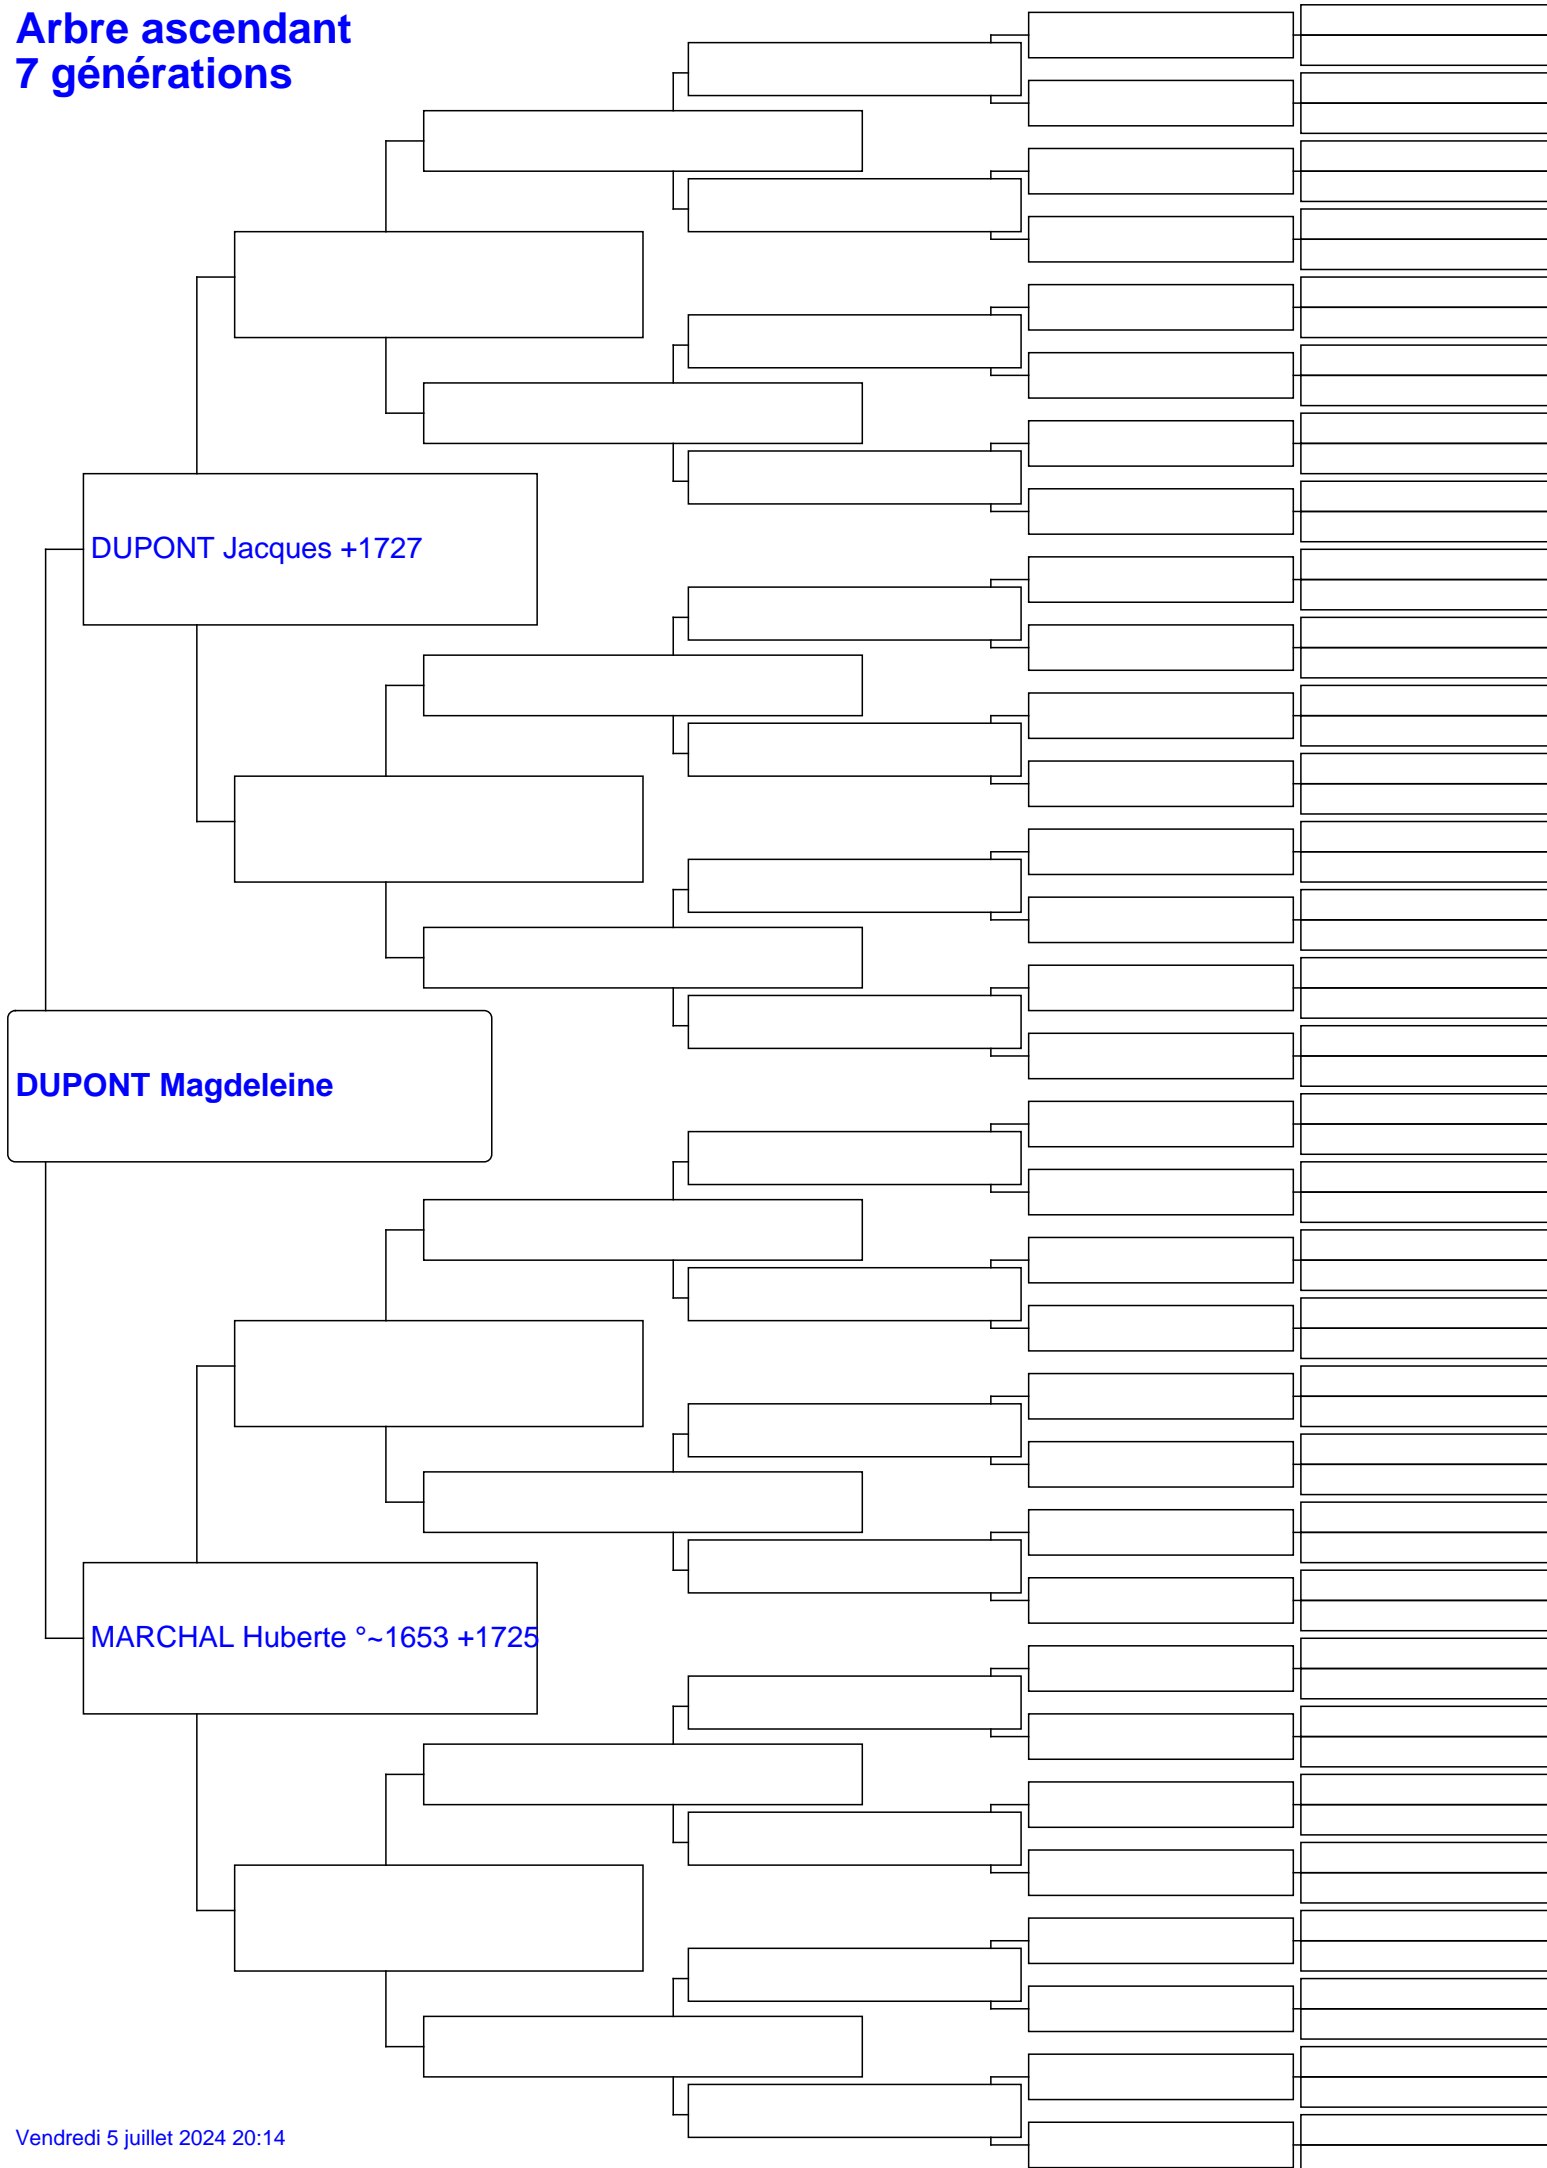 Arbre ascendant
7 générations
DUPONT Jacques +1727
DUPONT Magdeleine
MARCHAL Huberte °~1653 +1725
Vendredi 5 juillet 2024 20:14